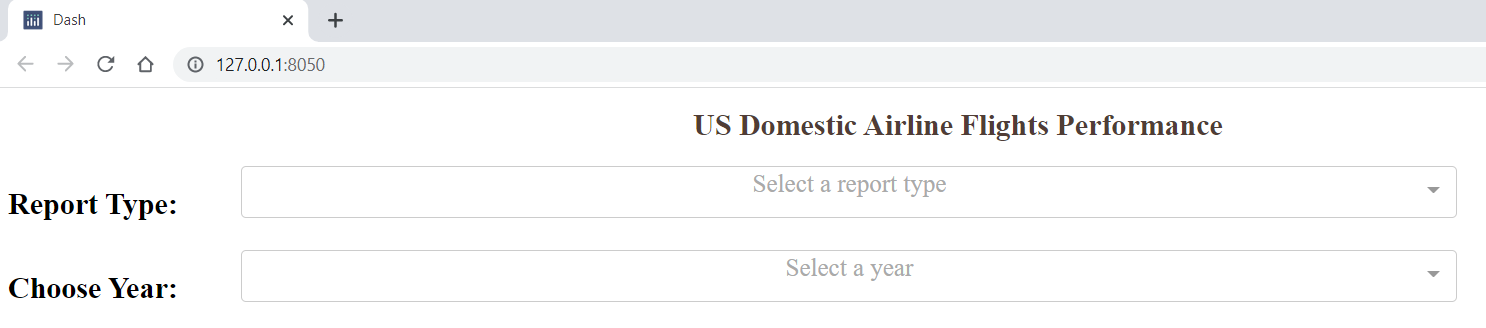 Dash
127.0.0.1:8050
US Domestic Airline Flights Performance
Report Type:
Select a report type
Choose Year:
Select a year